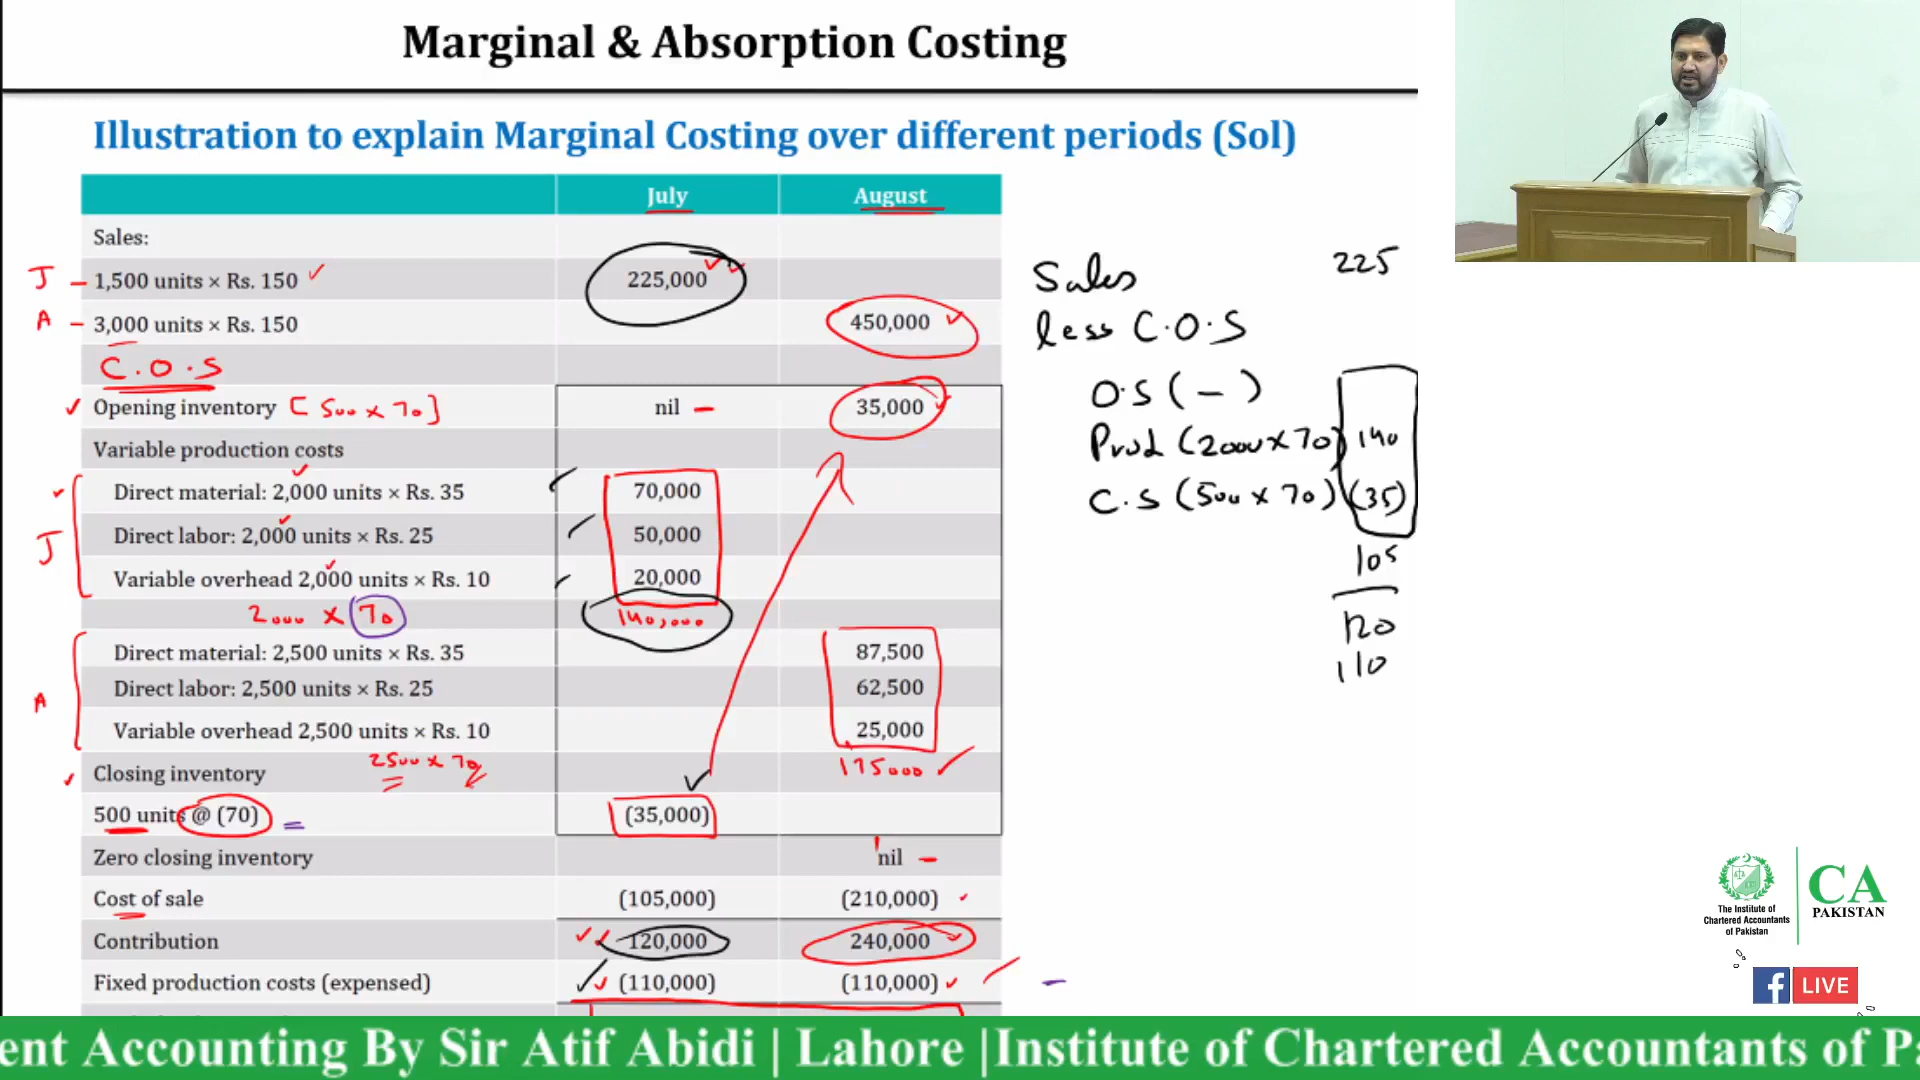 Marginal & Absorption Costing
Illustration to explain Marginal Costing over different periods (Sol)
July August
Sales:
J - 1,500 units × Rs. 150 225,000
A - 3,000 units × Rs. 150 450,000
C.O.S
Opening inventory [500 x 70] nil - 35,000
Variable production costs
Direct material: 2,000 units × Rs. 35 70,000
J Direct labor: 2,000 units × Rs. 25 50,000
Variable overhead 2,000 units × Rs. 10 20,000
2000 x 70 140,000
Direct material: 2,500 units × Rs. 35 87,500
A Direct labor: 2,500 units × Rs. 25 62,500
Variable overhead 2,500 units × Rs. 10 25,000
2500 x 70 175000
Closing inventory
500 units @ (70) = (35,000)
Zero closing inventory nil -
Cost of sale (105,000) (210,000)
Contribution 120,000 240,000
Fixed production costs (expensed) (110,000) (110,000)
Sales 225
less C.O.S
O.S ( - )
Prod (2000 x 70) 140
C.S (500 x 70) (35)
105
120
110
The Institute of
Chartered Accountants
of Pakistan
CA
PAKISTAN
f LIVE
ent Accounting By Sir Atif Abidi | Lahore |Institute of Chartered Accountants of Pa